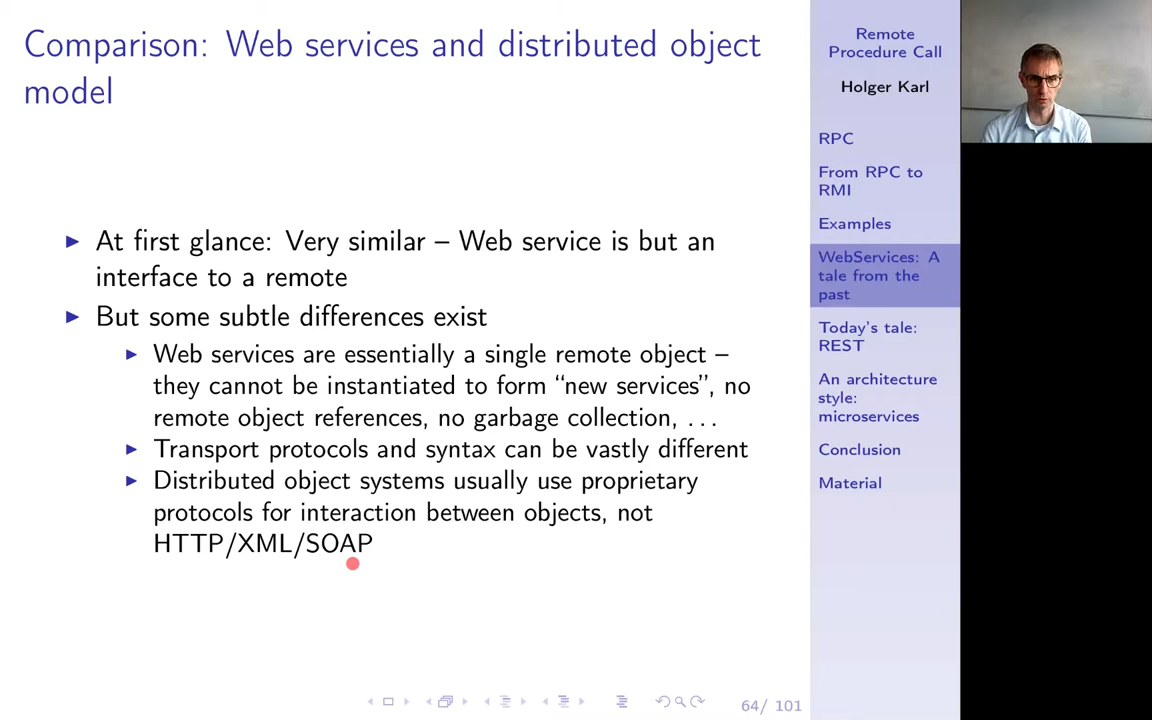 Comparison: Web services and distributed object
model
▶ At first glance: Very similar – Web service is but an
interface to a remote
▶ But some subtle differences exist
▶ Web services are essentially a single remote object –
they cannot be instantiated to form “new services”, no
remote object references, no garbage collection, ...
▶ Transport protocols and syntax can be vastly different
▶ Distributed object systems usually use proprietary
protocols for interaction between objects, not
HTTP/XML/SOAP
64/ 101
Remote
Procedure Call
Holger Karl
RPC
From RPC to
RMI
Examples
WebServices: A
tale from the
past
Today's tale:
REST
An architecture
style:
microservices
Conclusion
Material